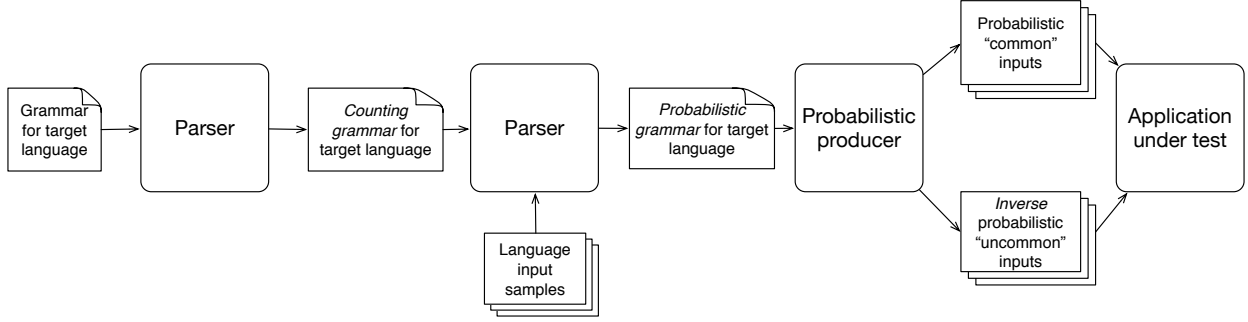 Grammar
for target
language
Parser
Counting
grammar for
target language
Parser
Language
input
samples
Probabilistic
grammar for target
language
Probabilistic
producer
Probabilistic
“common”
inputs
Inverse
probabilistic
“uncommon”
inputs
Application
under test